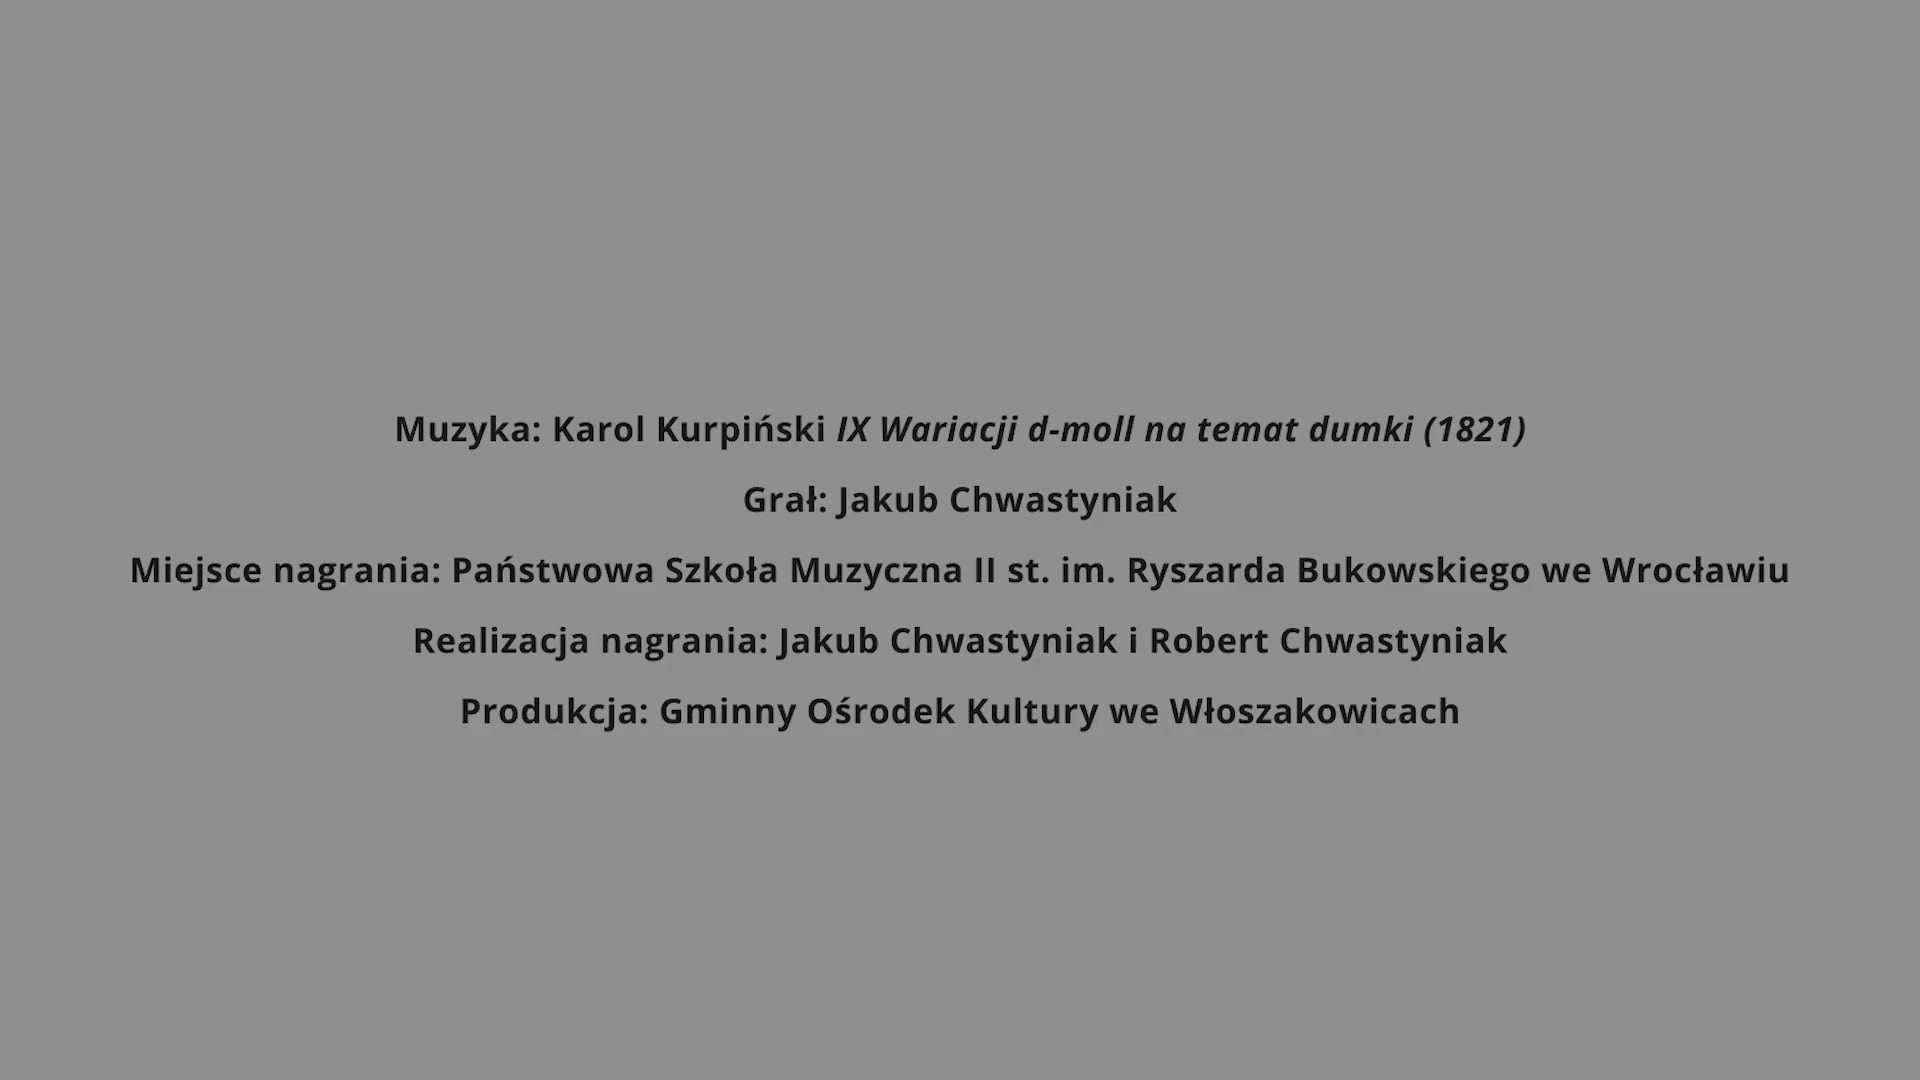 Muzyka: Karol Kurpiński IX Wariacji d-moll na temat dumki (1821)
Grał: Jakub Chwastyniak
Miejsce nagrania: Państwowa Szkoła Muzyczna II st. im. Ryszarda Bukowskiego we Wrocławiu
Realizacja nagrania: Jakub Chwastyniak i Robert Chwastyniak
Produkcja: Gminny Ośrodek Kultury we Włoszakowicach